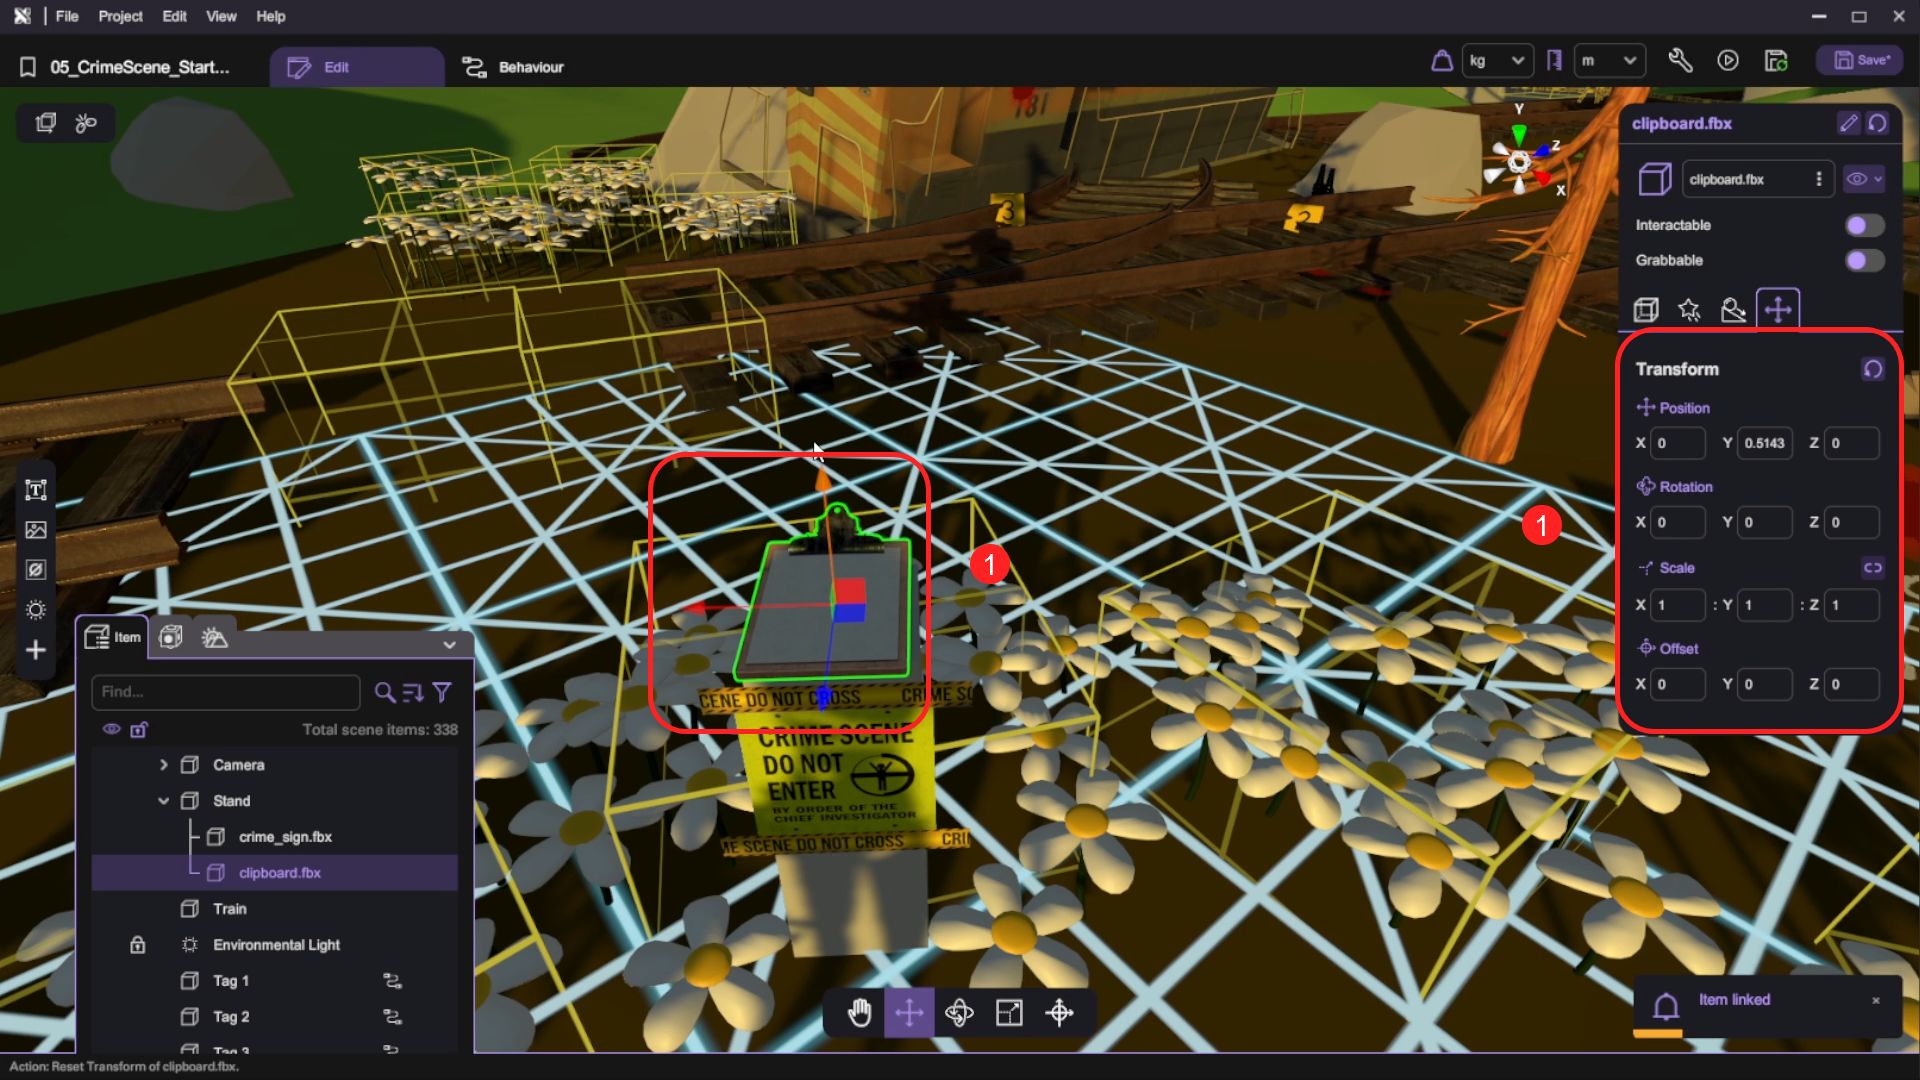 File Project Edit View Help
05_CrimeScene_Start... Edit Behaviour kg m Save*
131
3
2
Y
Z
X
clipboard.fbx
clipboard.fbx
Interactable
Grabbable
Transform
Position
X 0 Y 0.5143 Z 0
Rotation
X 0 Y 0 Z 0
Scale
X 1 : Y 1 : Z 1
Offset
X 0 Y 0 Z 0
1
1
CENE DO NOT CROSS CRIME SC
CRIME SCENE
DO NOT
ENTER
BY ORDER OF THE
CHIEF INVESTIGATOR
ME SCENE DO NOT CROSS CRI
Item
Find...
Total scene items: 338
Camera
Stand
crime_sign.fbx
clipboard.fbx
Train
Environmental Light
Tag 1
Tag 2
Tag 3
Item linked
Action: Reset Transform of clipboard.fbx.